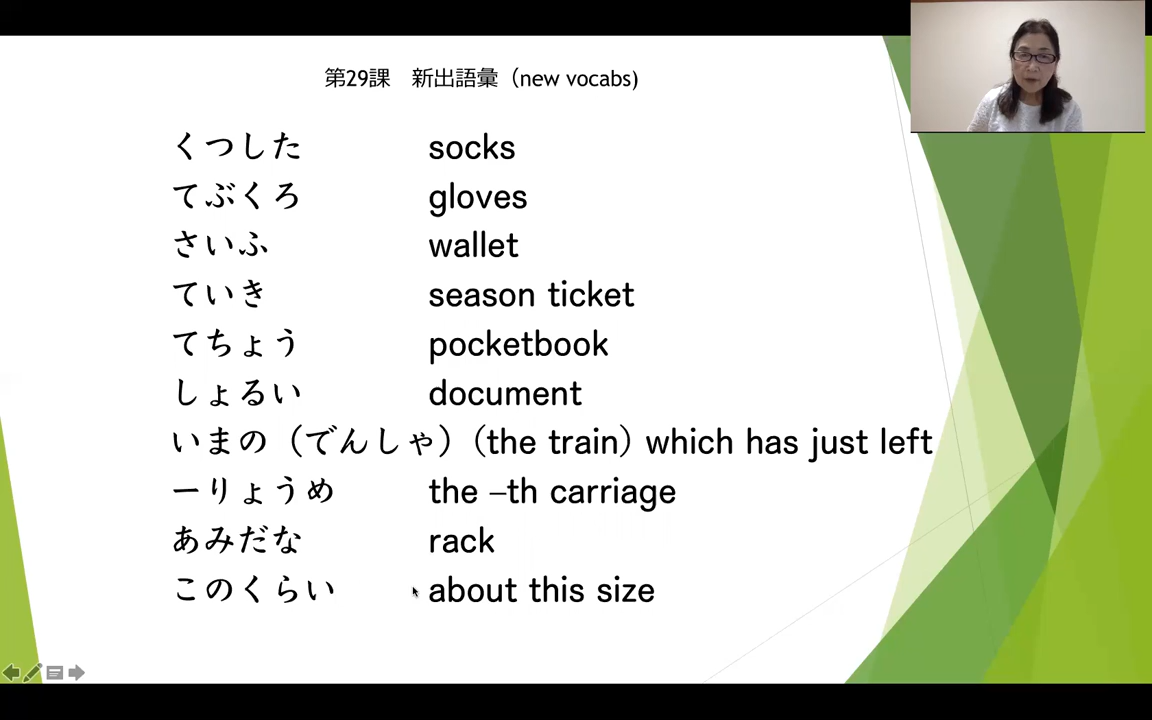 第29課　新出語彙（new vocabs)
くつした socks
てぶくろ gloves
さいふ wallet
ていき season ticket
てちょう pocketbook
しょるい document
いまの（でんしゃ）(the train) which has just left
ーりょうめ the –th carriage
あみだな rack
このくらい about this size